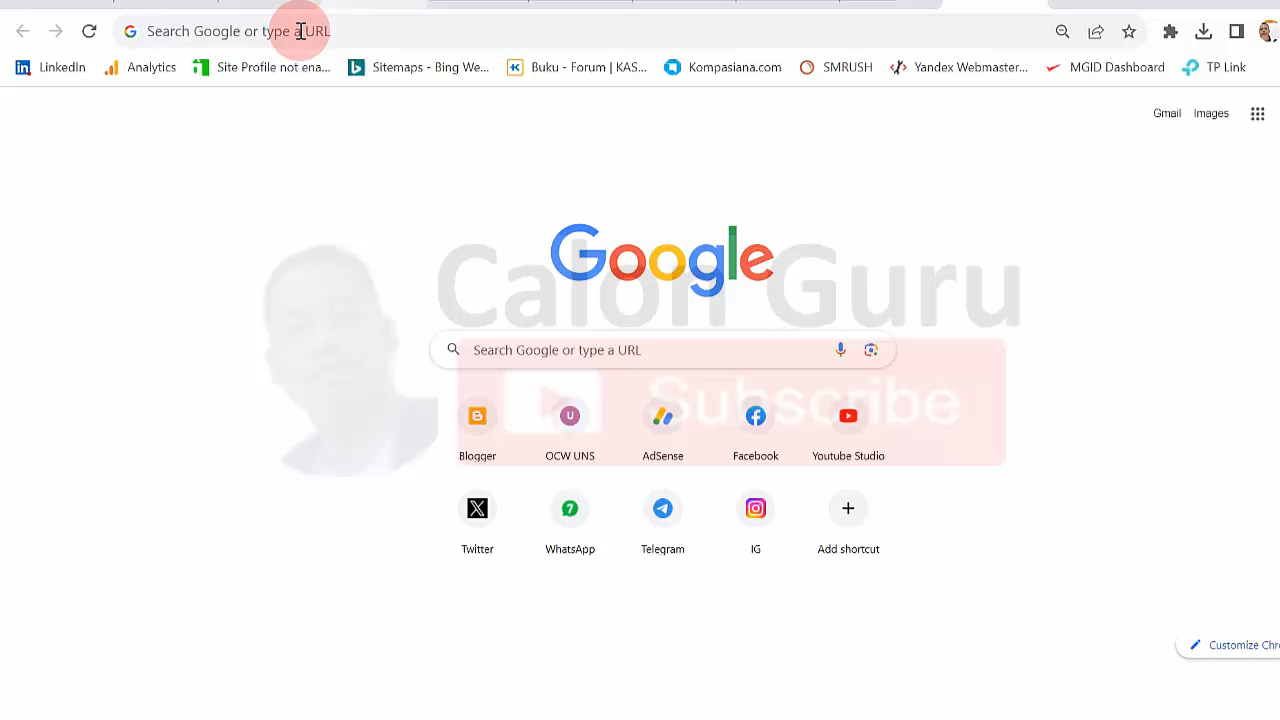 Search Google or type a URL
LinkedIn Analytics Site Profile not ena... Sitemaps - Bing We... Buku - Forum | KAS... Kompasiana.com SMRUSH Yandex Webmaster... MGID Dashboard TP Link
Gmail Images
Google
Calon Guru
Search Google or type a URL
Subscribe
Blogger OCW UNS AdSense Facebook Youtube Studio
Twitter WhatsApp Telegram IG Add shortcut
Customize Chro